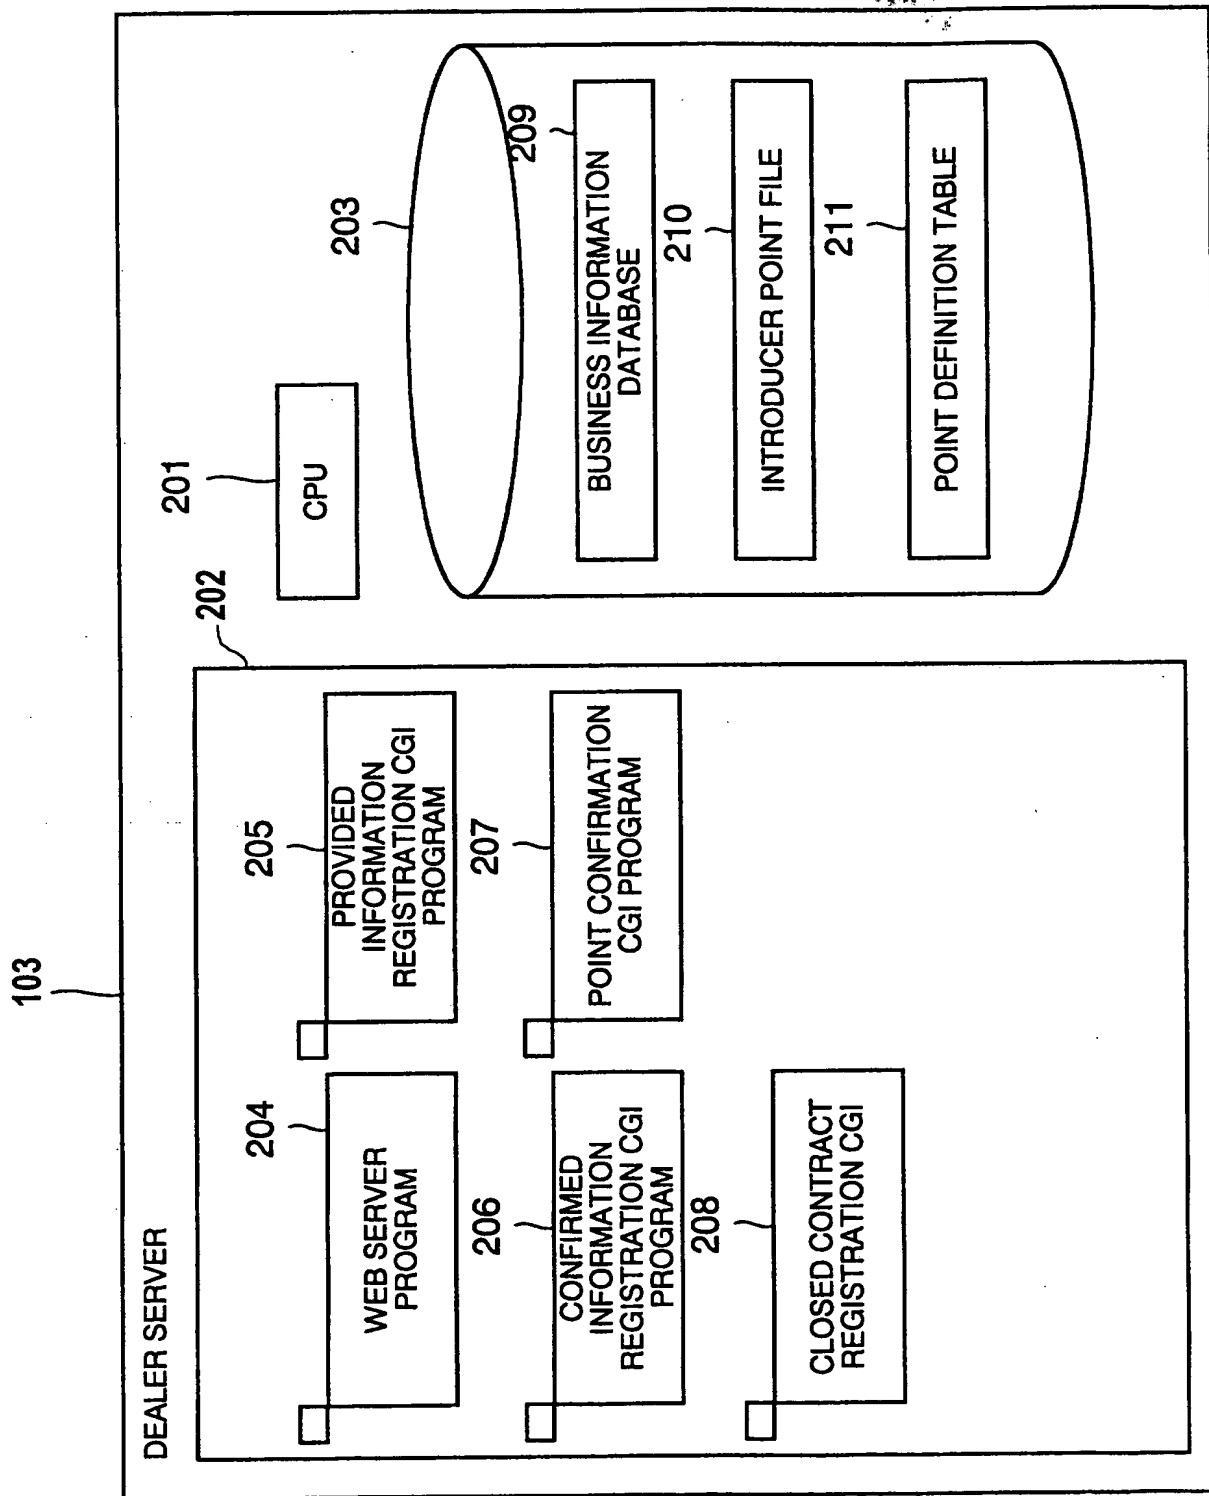 103
DEALER SERVER
202
204
WEB SERVER
PROGRAM
205
PROVIDED
INFORMATION
REGISTRATION CGI
PROGRAM
206
CONFIRMED
INFORMATION
REGISTRATION CGI
PROGRAM
207
POINT CONFIRMATION
CGI PROGRAM
208
CLOSED CONTRACT
REGISTRATION CGI
201
CPU
203
209
BUSINESS INFORMATION
DATABASE
210
INTRODUCER POINT FILE
211
POINT DEFINITION TABLE